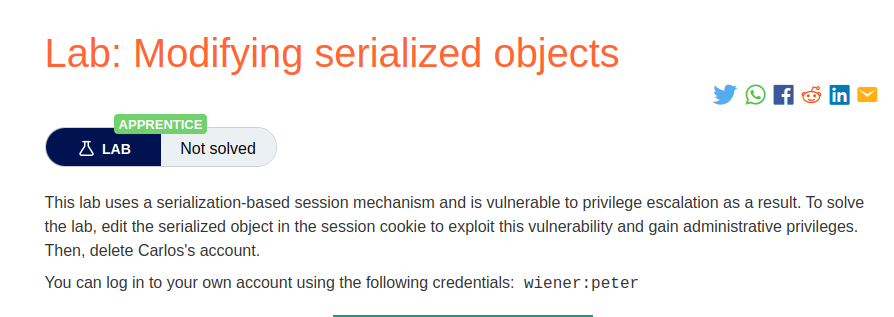 Lab: Modifying serialized objects
APPRENTICE
LAB
Not solved
This lab uses a serialization-based session mechanism and is vulnerable to privilege escalation as a result. To solve
the lab, edit the serialized object in the session cookie to exploit this vulnerability and gain administrative privileges.
Then, delete Carlos's account.
You can log in to your own account using the following credentials: wiener:peter